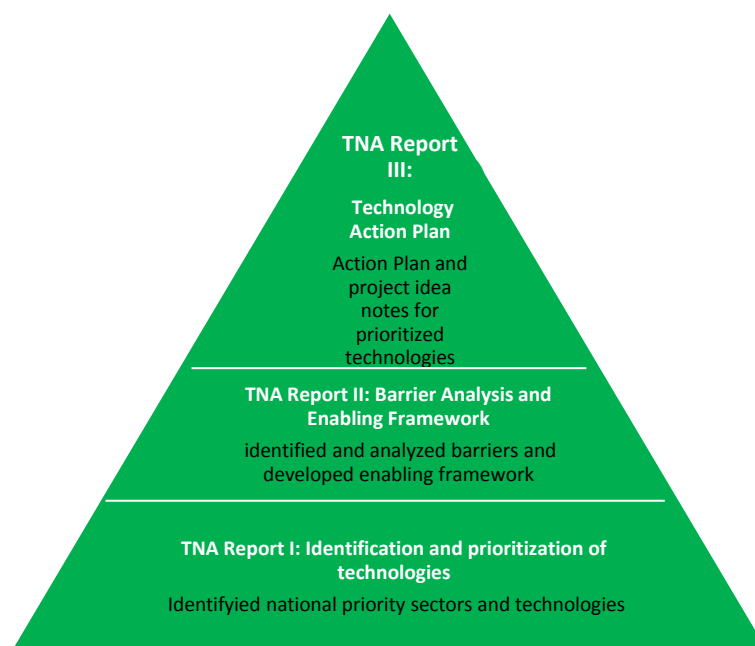 TNA Report
III:
Technology
Action Plan
Action Plan and
project idea
notes for
prioritized
technologies
TNA Report II: Barrier Analysis and
Enabling Framework
identified and analyzed barriers and
developed enabling framework
TNA Report I: Identification and prioritization of
technologies
Identifyied national priority sectors and technologies